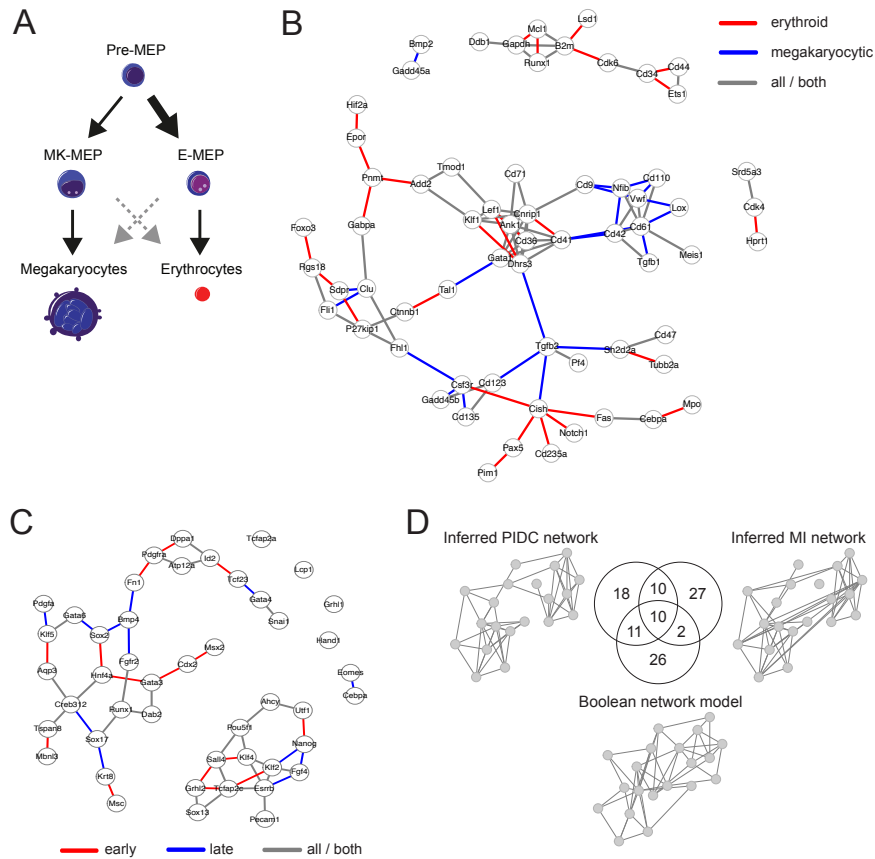 A
Pre-MEP
MK-MEP
E-MEP
Megakaryocytes
Erythrocytes
B
erythroid
megakaryocytic
all / both
Bmp2
Gadd45a
Lsd1
Mcl1
Ddb1
Gapdh
B2m
Runx1
Cdk6
Cd34
Cd44
Ets1
Hif2a
Epor
Pnmt
Add2
Tmod1
Cd71
Gabpa
Lef1
Klf1
Cnrip1
Ank1
Cd36
Cd41
Gata1
Dhrs3
Cd9
Nfib
Cd110
Vwf
Lox
Cd42
Cd61
Tgfb1
Meis1
Srd5a3
Cdk4
Hprt1
Foxo3
Rgs18
Sdpr
Clu
Fli1
P27kip1
Ctnnb1
Tal1
Fhl1
Tgfb3
Pf4
Sh2d2a
Cd47
Tubb2a
Csf3r
Cd123
Gadd45b
Cd135
Cish
Fas
Cebpa
Mpo
Notch1
Pax5
Cd235a
Pim1
C
Dppa1
Tcfap2a
Pdgfra
Id2
Atp12a
Fn1
Tcf23
Lcp1
Pdgfa
Gata6
Gata4
Grhl1
Bmp4
Snai1
Klf5
Sox2
Hand1
Msx2
Fgfr2
Cdx2
Aqp3
Hnf4a
Gata3
Eomes
Cebpa
Creb312
Runx1
Dab2
Tspan8
Sox17
Mbnl3
Krt8
Msc
Ahcy
Utf1
Pou5f1
Nanog
Sall4
Klf4
Klf2
Fgf4
Grhl2
Tcfap2c
Esrrb
Sox13
Pecam1
early
late
all / both
D
Inferred PIDC network
Inferred MI network
18
10
27
10
11
2
26
Boolean network model